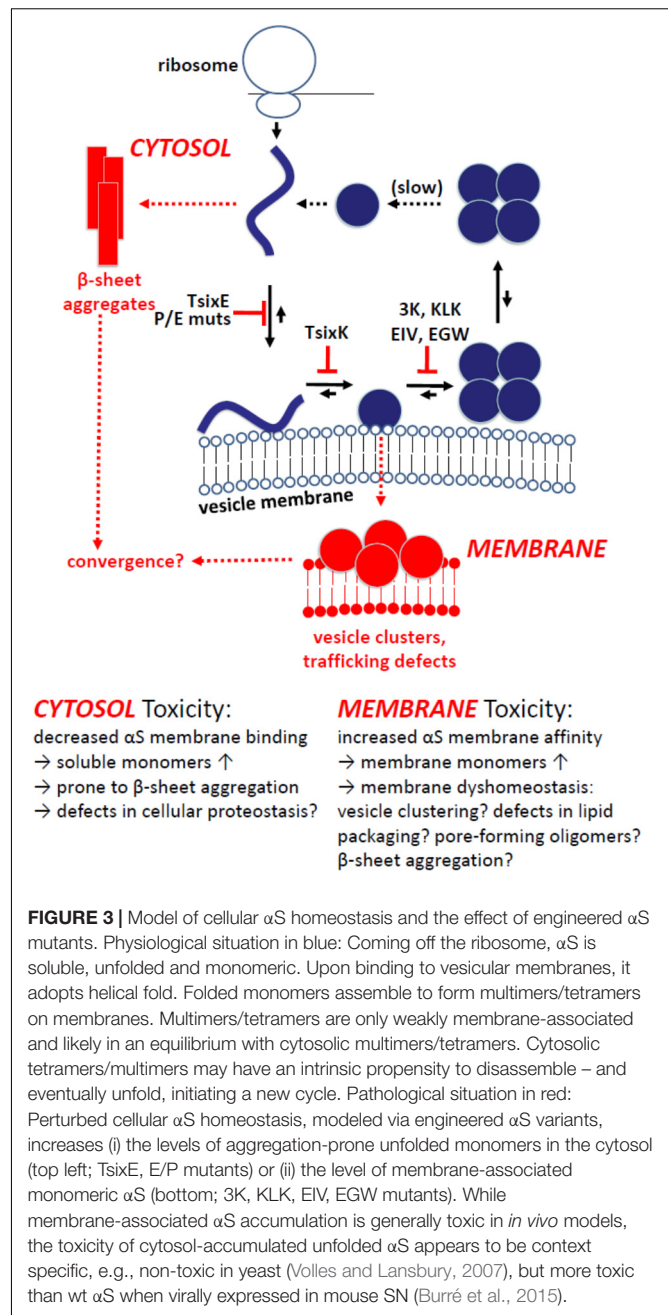 ribosome
CYTOSOL
(slow)
β-sheet
aggregates
TsixE
P/E muts
TsixK
3K, KLK
EIV, EGW
vesicle membrane
convergence?
MEMBRANE
vesicle clusters,
trafficking defects
CYTOSOL Toxicity:
decreased αS membrane binding
→ soluble monomers ↑
→ prone to β-sheet aggregation
→ defects in cellular proteostasis?
MEMBRANE Toxicity:
increased αS membrane affinity
→ membrane monomers ↑
→ membrane dyshomeostasis:
vesicle clustering? defects in lipid
packaging? pore-forming oligomers?
β-sheet aggregation?
FIGURE 3 | Model of cellular αS homeostasis and the effect of engineered αS
mutants. Physiological situation in blue: Coming off the ribosome, αS is
soluble, unfolded and monomeric. Upon binding to vesicular membranes, it
adopts helical fold. Folded monomers assemble to form multimers/tetramers
on membranes. Multimers/tetramers are only weakly membrane-associated
and likely in an equilibrium with cytosolic multimers/tetramers. Cytosolic
tetramers/multimers may have an intrinsic propensity to disassemble – and
eventually unfold, initiating a new cycle. Pathological situation in red:
Perturbed cellular αS homeostasis, modeled via engineered αS variants,
increases (i) the levels of aggregation-prone unfolded monomers in the cytosol
(top left; TsixE, E/P mutants) or (ii) the level of membrane-associated
monomeric αS (bottom; 3K, KLK, EIV, EGW mutants). While
membrane-associated αS accumulation is generally toxic in in vivo models,
the toxicity of cytosol-accumulated unfolded αS appears to be context
specific, e.g., non-toxic in yeast (Volles and Lansbury, 2007), but more toxic
than wt αS when virally expressed in mouse SN (Burré et al., 2015).